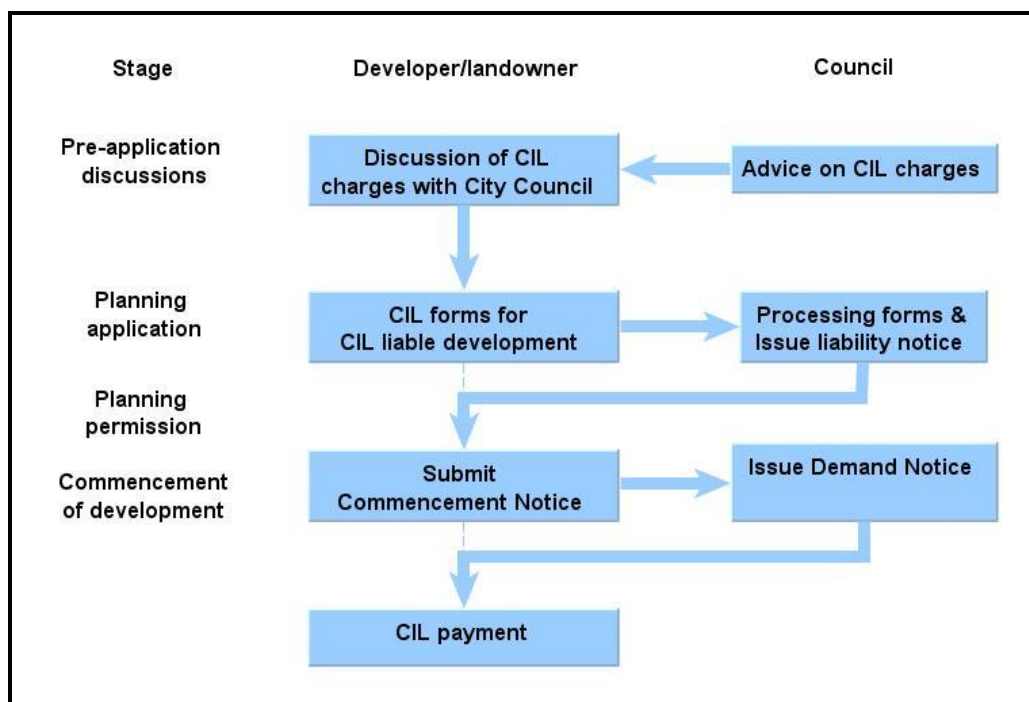 Stage
Developer/landowner
Council
Pre-application
discussions
Discussion of CIL
charges with City Council
Advice on CIL charges
Planning
application
CIL forms for
CIL liable development
Processing forms &
Issue liability notice
Planning
permission
Commencement
of development
Submit
Commencement Notice
Issue Demand Notice
CIL payment